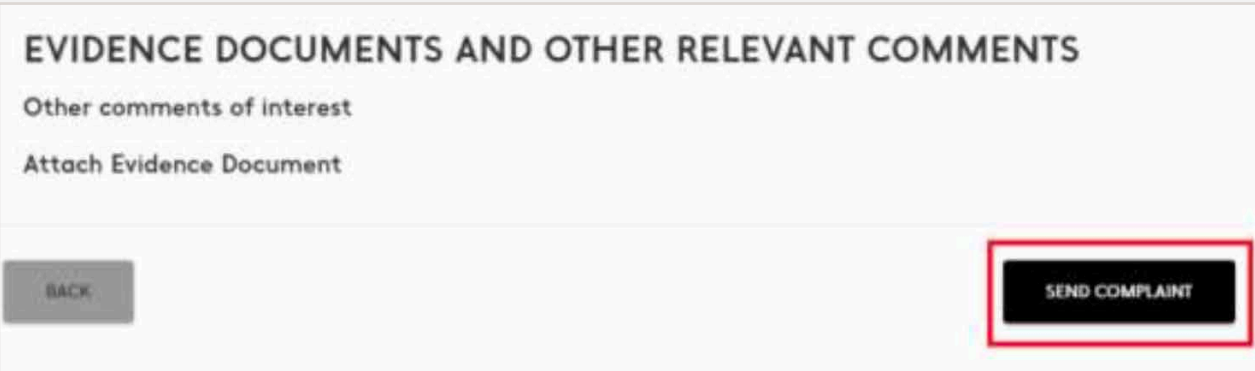 EVIDENCE DOCUMENTS AND OTHER RELEVANT COMMENTS
Other comments of interest
Attach Evidence Document
BACK
SEND COMPLAINT